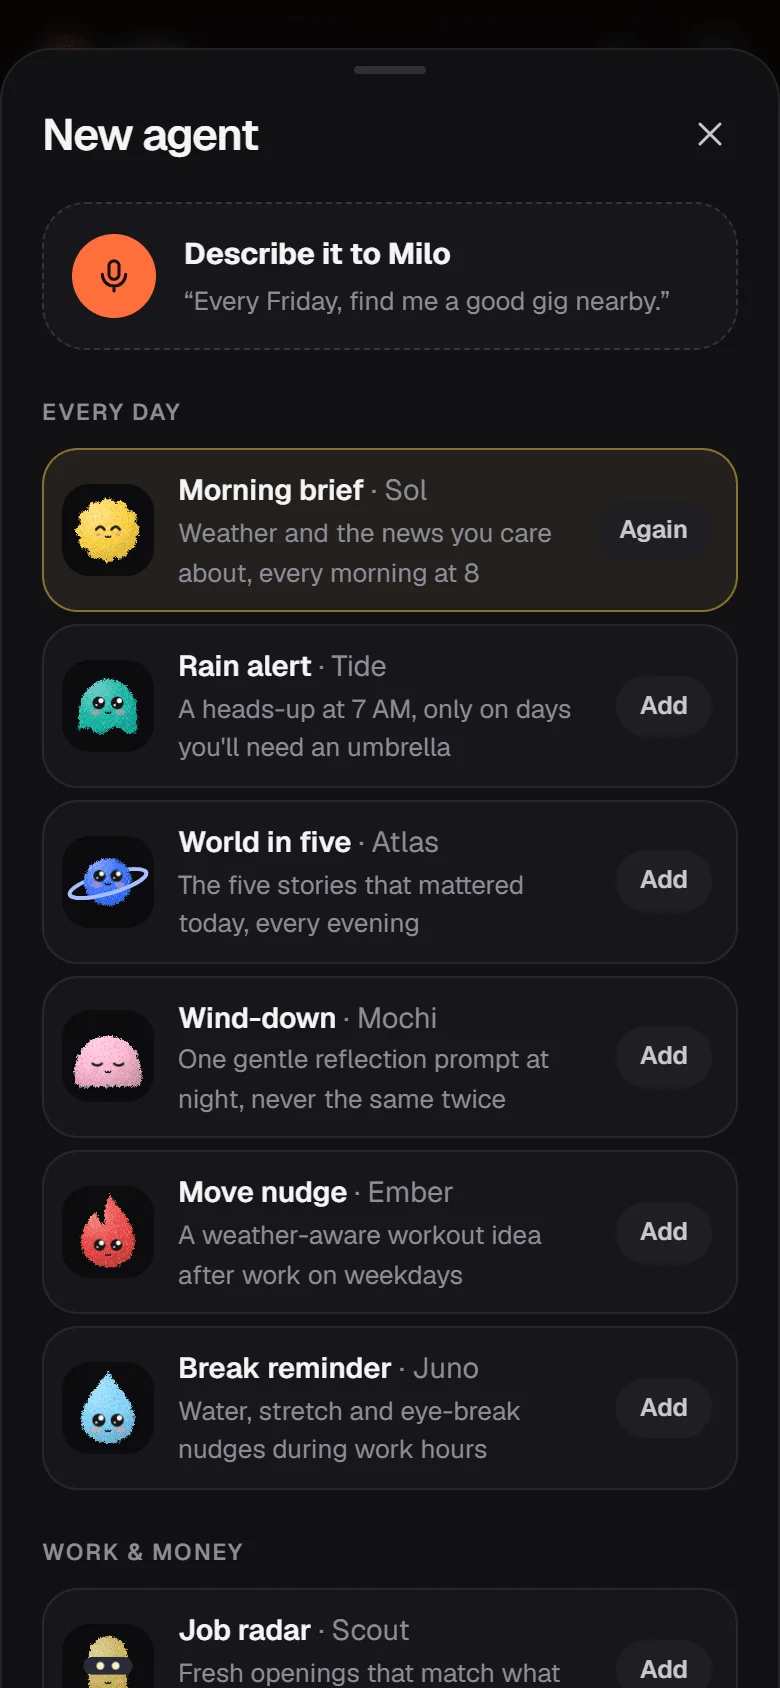 New agent
Describe it to Milo
“Every Friday, find me a good gig nearby.”
EVERY DAY
Morning brief · Sol
Weather and the news you care
about, every morning at 8
Again
Rain alert · Tide
A heads-up at 7 AM, only on days
you'll need an umbrella
Add
World in five · Atlas
The five stories that mattered
today, every evening
Add
Wind-down · Mochi
One gentle reflection prompt at
night, never the same twice
Add
Move nudge · Ember
A weather-aware workout idea
after work on weekdays
Add
Break reminder · Juno
Water, stretch and eye-break
nudges during work hours
Add
WORK & MONEY
Job radar · Scout
Fresh openings that match what
Add